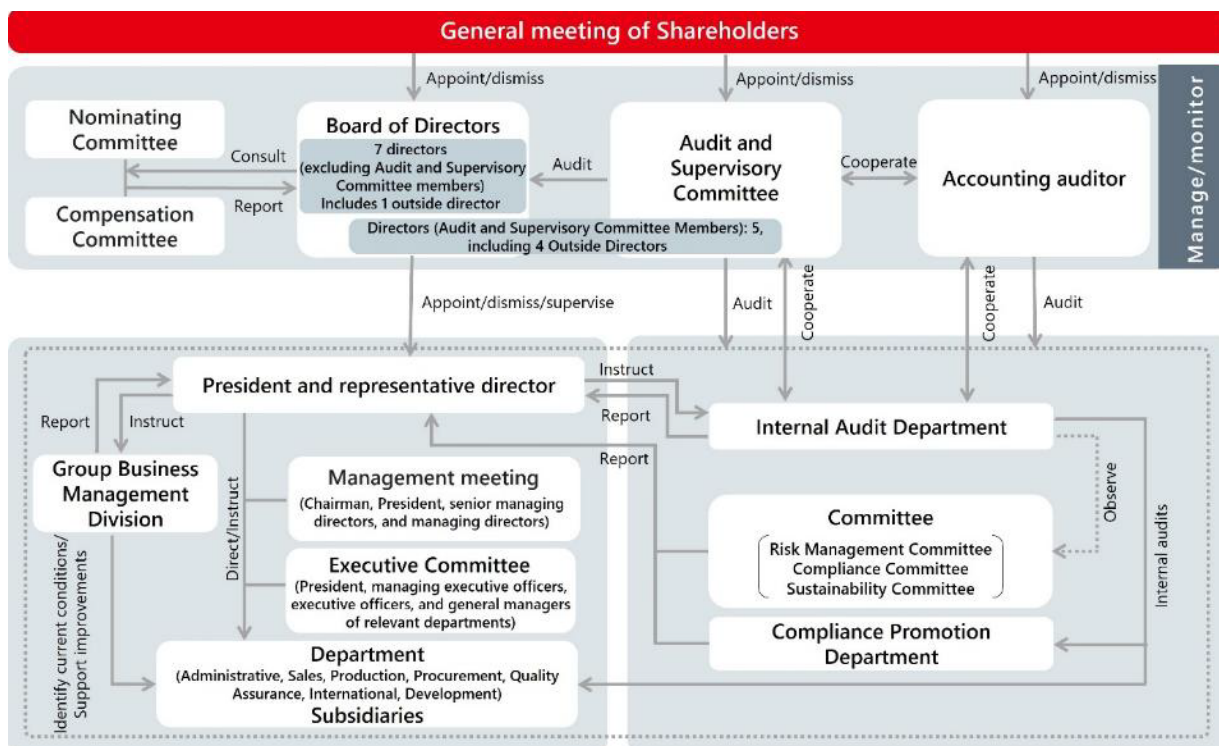 General meeting of Shareholders
Appoint/dismiss
Appoint/dismiss
Appoint/dismiss
Manage/monitor
Nominating
Committee
Consult
Report
Compensation
Committee
Board of Directors
7 directors
(excluding Audit and Supervisory
Committee members)
Includes 1 outside director
Audit
Audit and
Supervisory
Committee
Directors (Audit and Supervisory Committee Members): 5,
including 4 Outside Directors
Cooperate
Accounting auditor
Appoint/dismiss/supervise
Audit
Cooperate
Cooperate
Audit
President and representative director
Instruct
Report
Report
Report
Instruct
Group Business
Management
Division
Identify current conditions/
Support improvements
Direct/Instruct
Management meeting
(Chairman, President, senior managing
directors, and managing directors)
Executive Committee
(President, managing executive officers,
executive officers, and general managers
of relevant departments)
Department
(Administrative, Sales, Production, Procurement, Quality
Assurance, International, Development)
Subsidiaries
Internal Audit Department
Observe
Internal audits
Committee
Risk Management Committee
Compliance Committee
Sustainability Committee
Compliance Promotion
Department